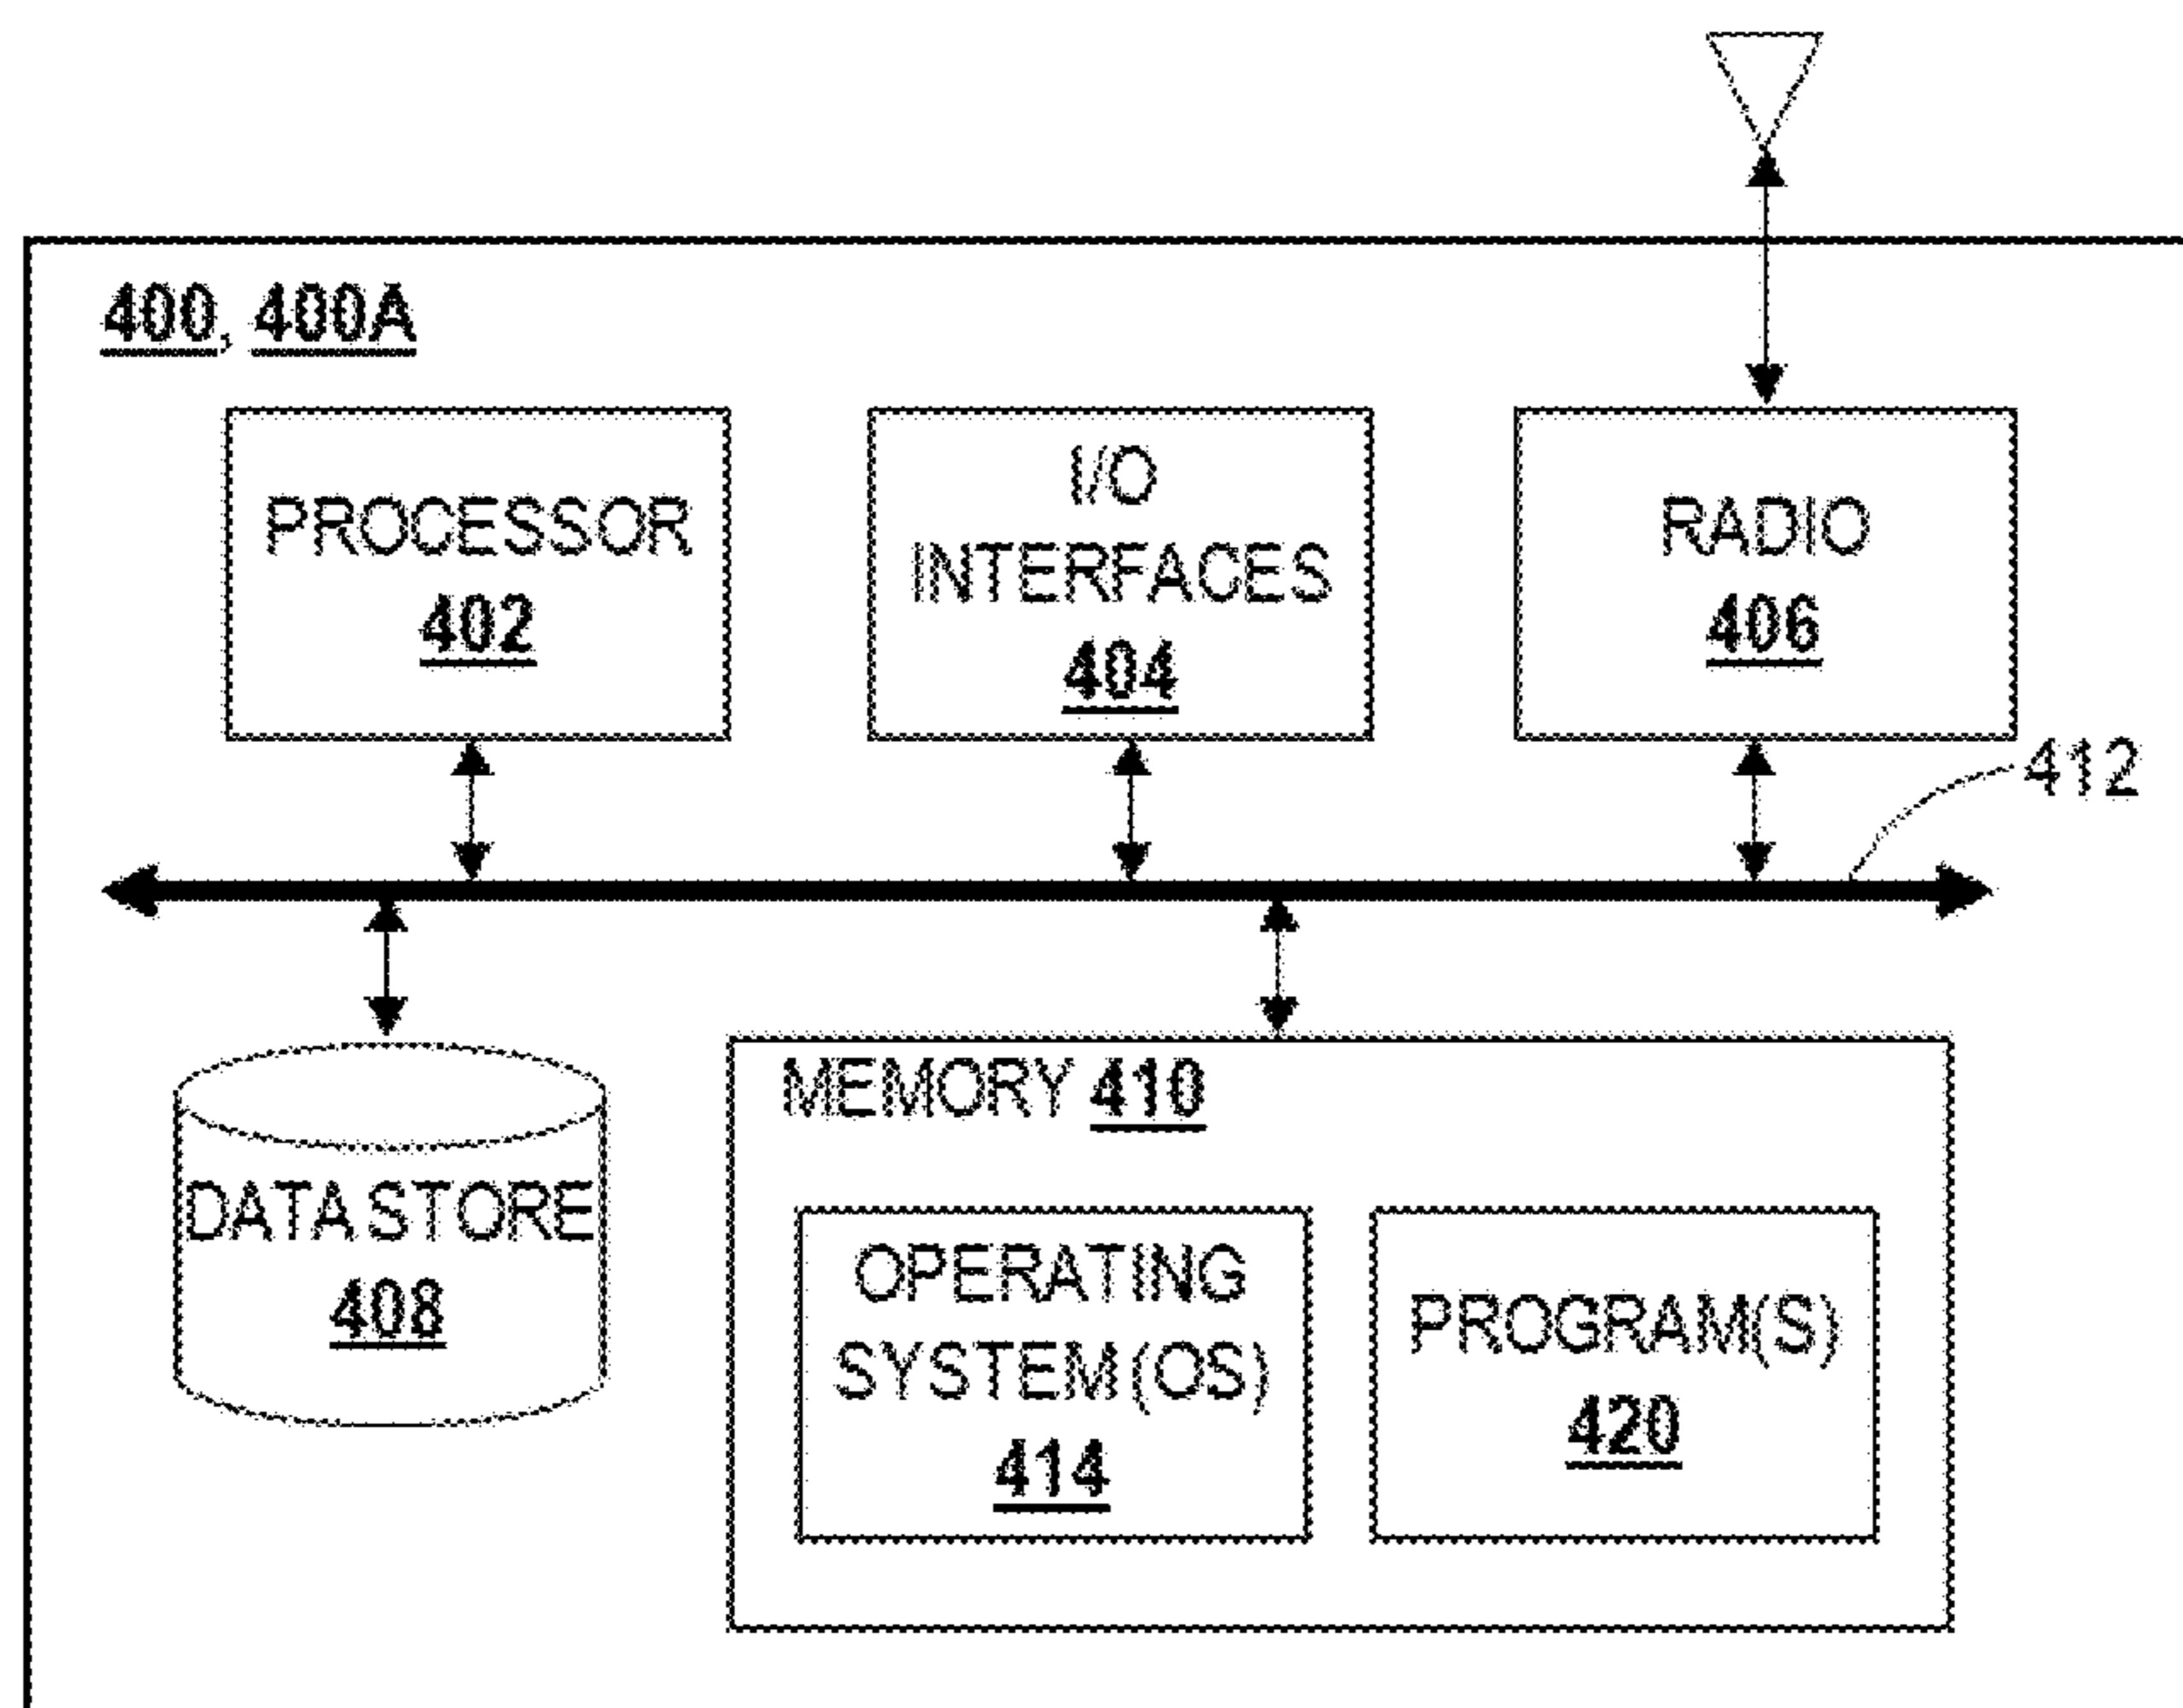 400, 400A
PROCESSOR
402
I/O
INTERFACES
404
RADIO
406
412
DATA STORE
408
MEMORY 410
OPERATING
SYSTEM (OS)
414
PROGRAM(S)
420